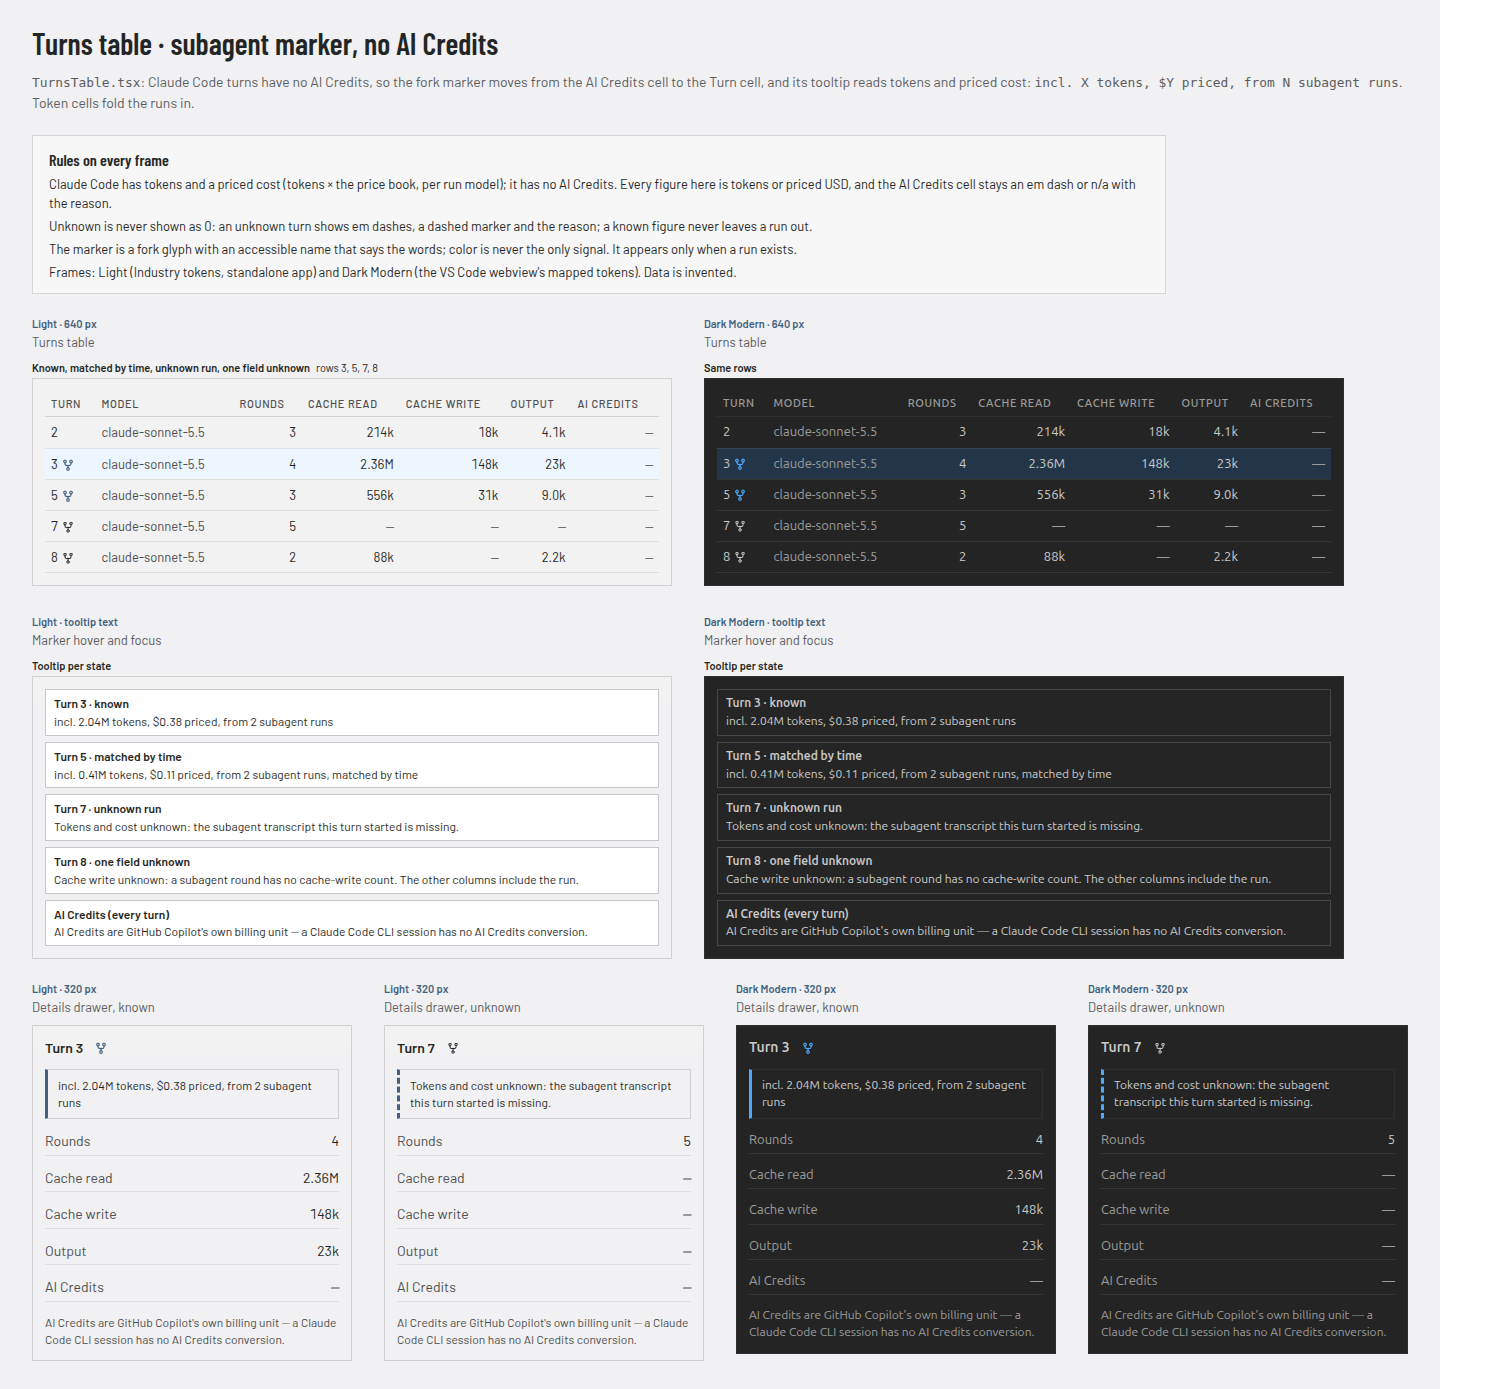 Turns table · subagent marker, no AI Credits
TurnsTable.tsx: Claude Code turns have no AI Credits, so the fork marker moves from the AI Credits cell to the Turn cell, and its tooltip reads tokens and priced cost: incl. X tokens, $Y priced, from N subagent runs.
Token cells fold the runs in.
Rules on every frame
Claude Code has tokens and a priced cost (tokens × the price book, per run model); it has no AI Credits. Every figure here is tokens or priced USD, and the AI Credits cell stays an em dash or n/a with
the reason.
Unknown is never shown as 0: an unknown turn shows em dashes, a dashed marker and the reason; a known figure never leaves a run out.
The marker is a fork glyph with an accessible name that says the words; color is never the only signal. It appears only when a run exists.
Frames: Light (Industry tokens, standalone app) and Dark Modern (the VS Code webview's mapped tokens). Data is invented.
Light · 640 px
Turns table
Known, matched by time, unknown run, one field unknown rows 3, 5, 7, 8
TURN MODEL ROUNDS CACHE READ CACHE WRITE OUTPUT AI CREDITS
2 claude-sonnet-5.5 3 214k 18k 4.1k —
3 claude-sonnet-5.5 4 2.36M 148k 23k —
5 claude-sonnet-5.5 3 556k 31k 9.0k —
7 claude-sonnet-5.5 5 — — — —
8 claude-sonnet-5.5 2 88k — 2.2k —
Dark Modern · 640 px
Turns table
Same rows
TURN MODEL ROUNDS CACHE READ CACHE WRITE OUTPUT AI CREDITS
2 claude-sonnet-5.5 3 214k 18k 4.1k —
3 claude-sonnet-5.5 4 2.36M 148k 23k —
5 claude-sonnet-5.5 3 556k 31k 9.0k —
7 claude-sonnet-5.5 5 — — — —
8 claude-sonnet-5.5 2 88k — 2.2k —
Light · tooltip text
Marker hover and focus
Tooltip per state
Turn 3 · known
incl. 2.04M tokens, $0.38 priced, from 2 subagent runs
Turn 5 · matched by time
incl. 0.41M tokens, $0.11 priced, from 2 subagent runs, matched by time
Turn 7 · unknown run
Tokens and cost unknown: the subagent transcript this turn started is missing.
Turn 8 · one field unknown
Cache write unknown: a subagent round has no cache-write count. The other columns include the run.
AI Credits (every turn)
AI Credits are GitHub Copilot's own billing unit — a Claude Code CLI session has no AI Credits conversion.
Dark Modern · tooltip text
Marker hover and focus
Tooltip per state
Turn 3 · known
incl. 2.04M tokens, $0.38 priced, from 2 subagent runs
Turn 5 · matched by time
incl. 0.41M tokens, $0.11 priced, from 2 subagent runs, matched by time
Turn 7 · unknown run
Tokens and cost unknown: the subagent transcript this turn started is missing.
Turn 8 · one field unknown
Cache write unknown: a subagent round has no cache-write count. The other columns include the run.
AI Credits (every turn)
AI Credits are GitHub Copilot's own billing unit — a Claude Code CLI session has no AI Credits conversion.
Light · 320 px
Details drawer, known
Turn 3
incl. 2.04M tokens, $0.38 priced, from 2 subagent
runs
Rounds 4
Cache read 2.36M
Cache write 148k
Output 23k
AI Credits —
AI Credits are GitHub Copilot's own billing unit — a Claude
Code CLI session has no AI Credits conversion.
Light · 320 px
Details drawer, unknown
Turn 7
Tokens and cost unknown: the subagent transcript
this turn started is missing.
Rounds 5
Cache read —
Cache write —
Output —
AI Credits —
AI Credits are GitHub Copilot's own billing unit — a Claude
Code CLI session has no AI Credits conversion.
Dark Modern · 320 px
Details drawer, known
Turn 3
incl. 2.04M tokens, $0.38 priced, from 2 subagent
runs
Rounds 4
Cache read 2.36M
Cache write 148k
Output 23k
AI Credits —
AI Credits are GitHub Copilot's own billing unit — a
Claude Code CLI session has no AI Credits conversion.
Dark Modern · 320 px
Details drawer, unknown
Turn 7
Tokens and cost unknown: the subagent
transcript this turn started is missing.
Rounds 5
Cache read —
Cache write —
Output —
AI Credits —
AI Credits are GitHub Copilot's own billing unit — a
Claude Code CLI session has no AI Credits conversion.